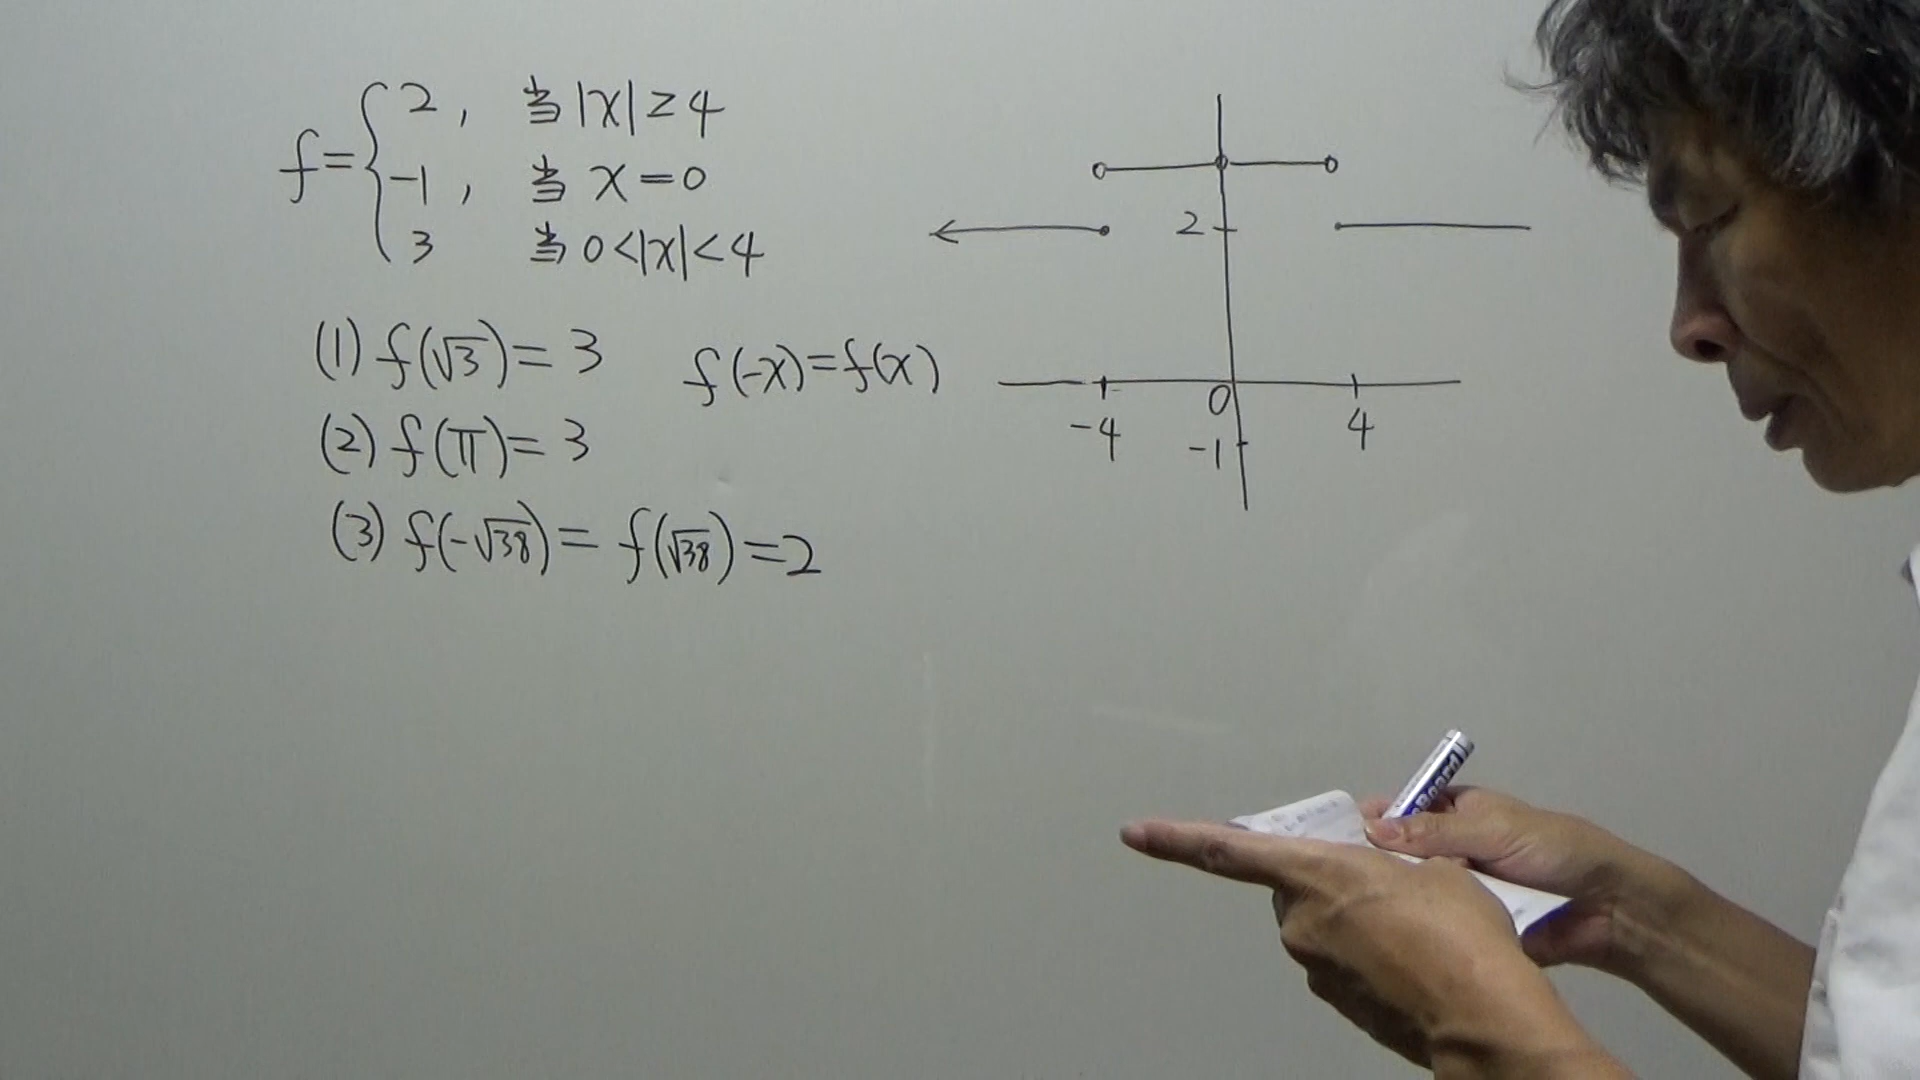 f = { 2, 当 |x| ≥ 4
-1, 当 x = 0
3 当 0 < |x| < 4
(1) f(√3) = 3 f(-x) = f(x)
(2) f(π) = 3
(3) f(-√38) = f(√38) = 2
2
0
-4 4
-1
Board